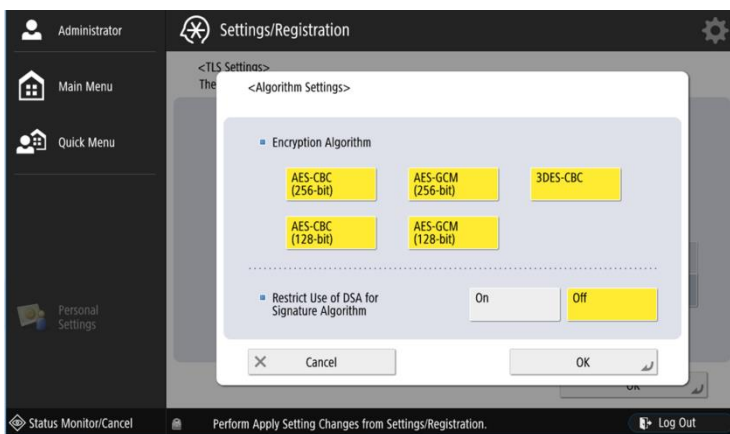 Administrator
Settings/Registration
<TLS Settings>
The
Main Menu
<Algorithm Settings>
Quick Menu
Encryption Algorithm
AES-CBC
(256-bit)
AES-GCM
(256-bit)
3DES-CBC
AES-CBC
(128-bit)
AES-GCM
(128-bit)
Restrict Use of DSA for
Signature Algorithm
On
Off
Personal
Settings
Cancel
OK
OK
Status Monitor/Cancel
Perform Apply Setting Changes from Settings/Registration.
Log Out